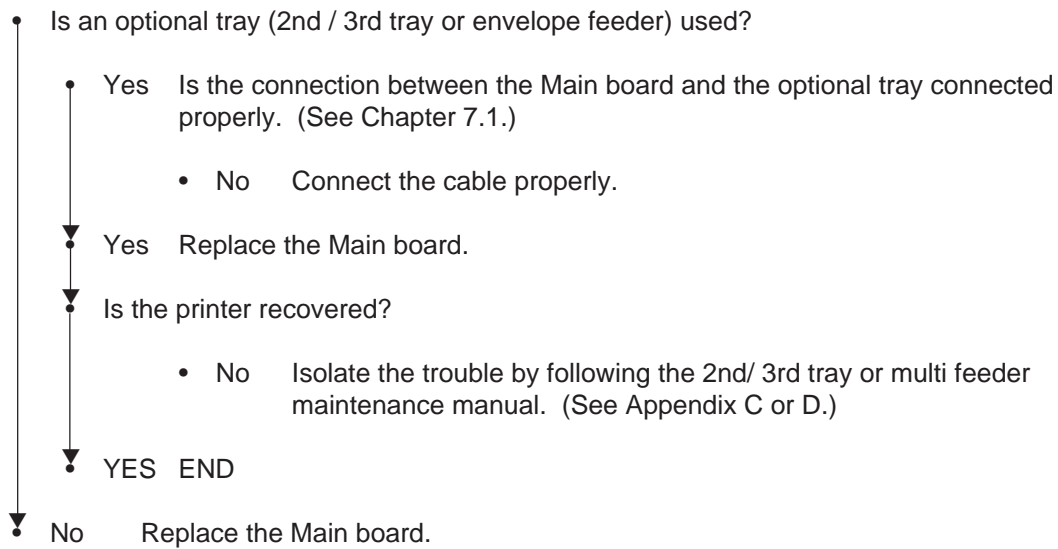 • Is an optional tray (2nd / 3rd tray or envelope feeder) used?
• Yes Is the connection between the Main board and the optional tray connected
properly. (See Chapter 7.1.)
• No Connect the cable properly.
• Yes Replace the Main board.
• Is the printer recovered?
• No Isolate the trouble by following the 2nd/ 3rd tray or multi feeder
maintenance manual. (See Appendix C or D.)
• YES END
• No Replace the Main board.